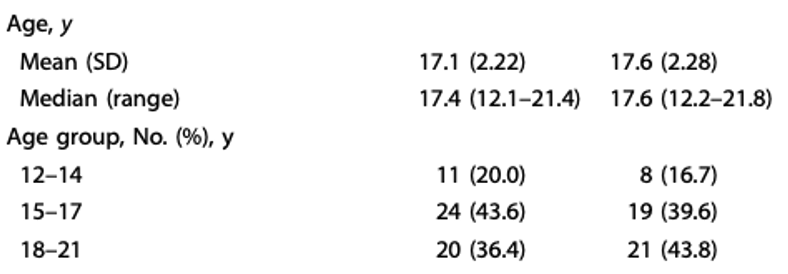 Age, y
Mean (SD) 17.1 (2.22) 17.6 (2.28)
Median (range) 17.4 (12.1–21.4) 17.6 (12.2–21.8)
Age group, No. (%), y
12–14 11 (20.0) 8 (16.7)
15–17 24 (43.6) 19 (39.6)
18–21 20 (36.4) 21 (43.8)